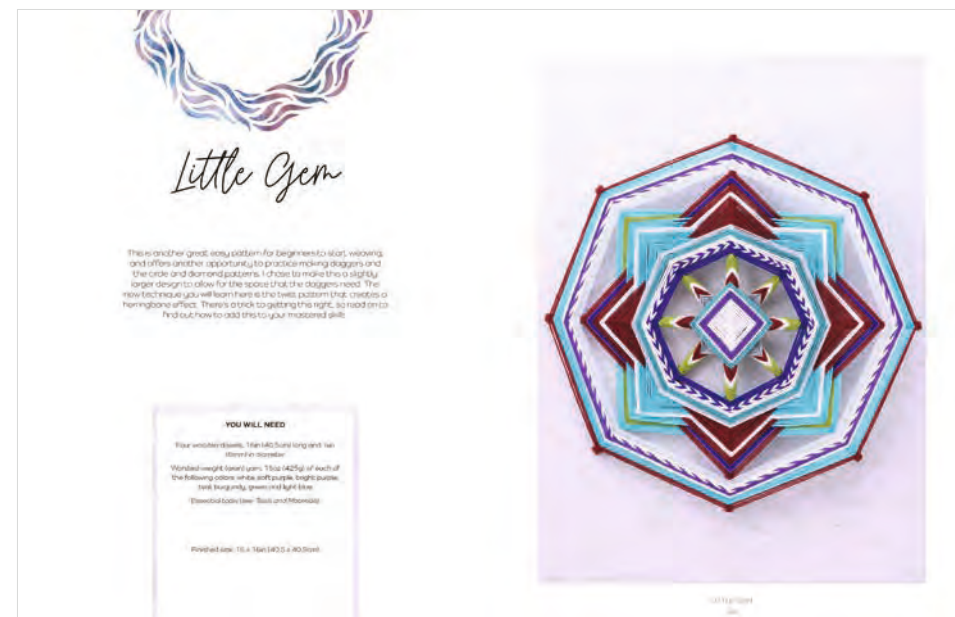 Little Gem
This is another great easy pattern for beginners to start weaving,
and offers another opportunity to practice making daggers and
the circle and diamond patterns. I chose to make this a slightly
larger design to allow for the space that the daggers need. The
new technique you will learn here is the twist pattern that creates a
herringbone effect. There's a trick to getting this right, so read on to
find out how to add this to your mastered skills
YOU WILL NEED
Four wooden dowels, 16in (40.5cm) long and
in diameter
Worsted weight (aran) yarn, 15oz (425g) of each of
the following colors: white, soft purple, bright purple,
teal, burgundy, green and light blue
Essential tools (see Tools and Materials)
Finished size: 16 x 16in (40.5 x 40.5cm)